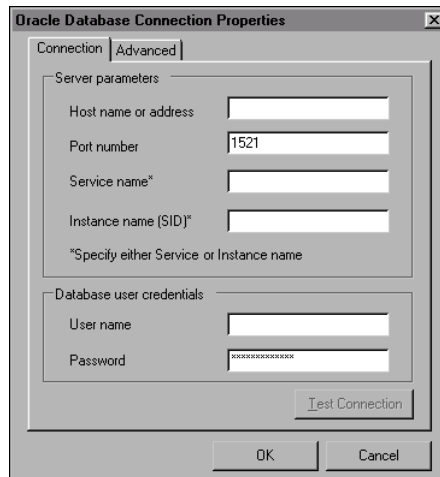 Oracle Database Connection Properties
Connection Advanced
Server parameters
Host name or address
Port number 1521
Service name*
Instance name (SID)*
*Specify either Service or Instance name
Database user credentials
User name
Password *************
Test Connection
OK Cancel